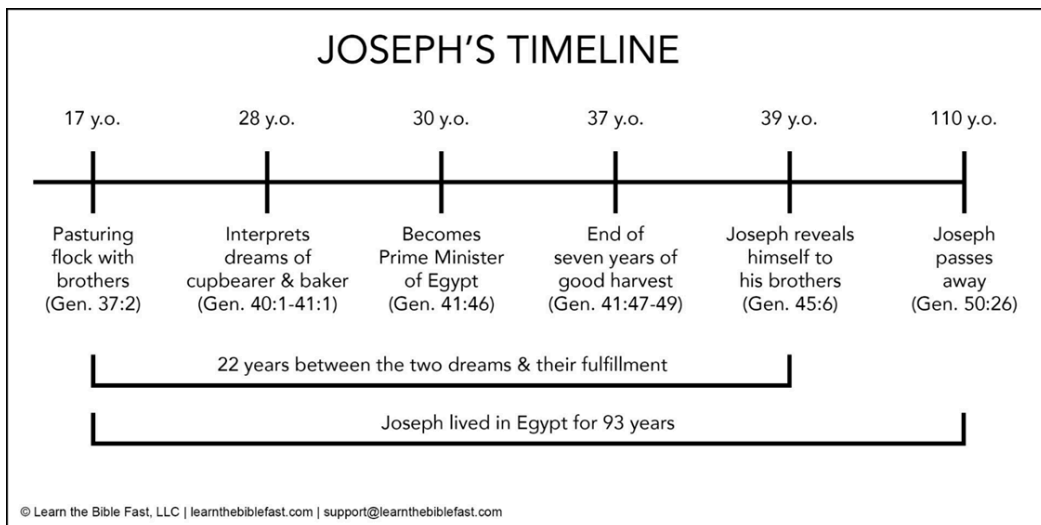 JOSEPH'S TIMELINE
17 y.o.
28 y.o.
30 y.o.
37 y.o.
39 y.o.
110 y.o.
Pasturing
flock with
brothers
(Gen. 37:2)
Interprets
dreams of
cupbearer & baker
(Gen. 40:1-41:1)
Becomes
Prime Minister
of Egypt
(Gen. 41:46)
End of
seven years of
good harvest
(Gen. 41:47-49)
Joseph reveals
himself to
his brothers
(Gen. 45:6)
Joseph
passes
away
(Gen. 50:26)
22 years between the two dreams & their fulfillment
Joseph lived in Egypt for 93 years
© Learn the Bible Fast, LLC | learnthebiblefast.com | support@learnthebiblefast.com